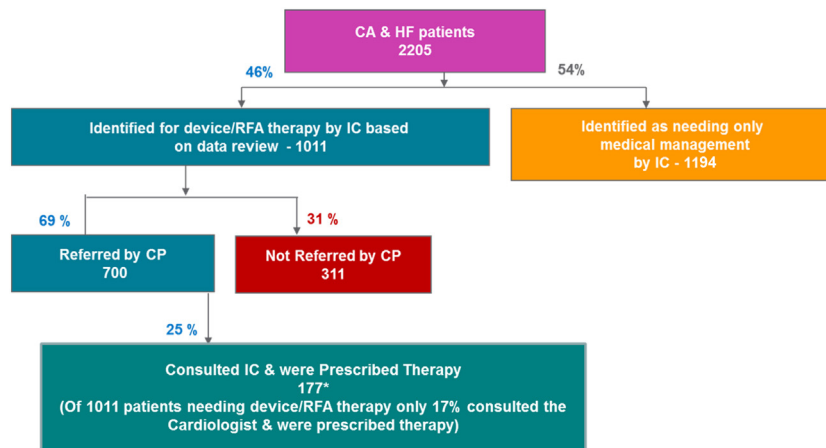 CA & HF patients
2205
46%
54%
Identified for device/RFA therapy by IC based
on data review - 1011
Identified as needing only
medical management
by IC - 1194
69 %
31 %
Referred by CP
700
Not Referred by CP
311
25 %
Consulted IC & were Prescribed Therapy
177*
(Of 1011 patients needing device/RFA therapy only 17% consulted the
Cardiologist & were prescribed therapy)